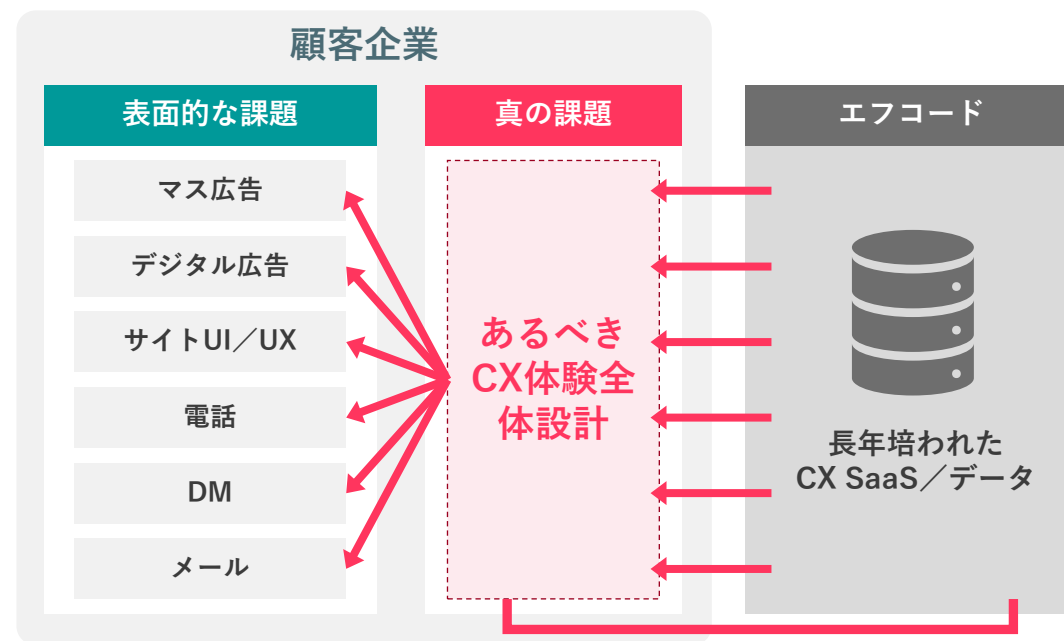 顧客企業
表面的な課題
マス広告
デジタル広告
サイトUI／UX
電話
DM
メール
真の課題
あるべき
CX体験全
体設計
エフコード
長年培われた
CX SaaS／データ